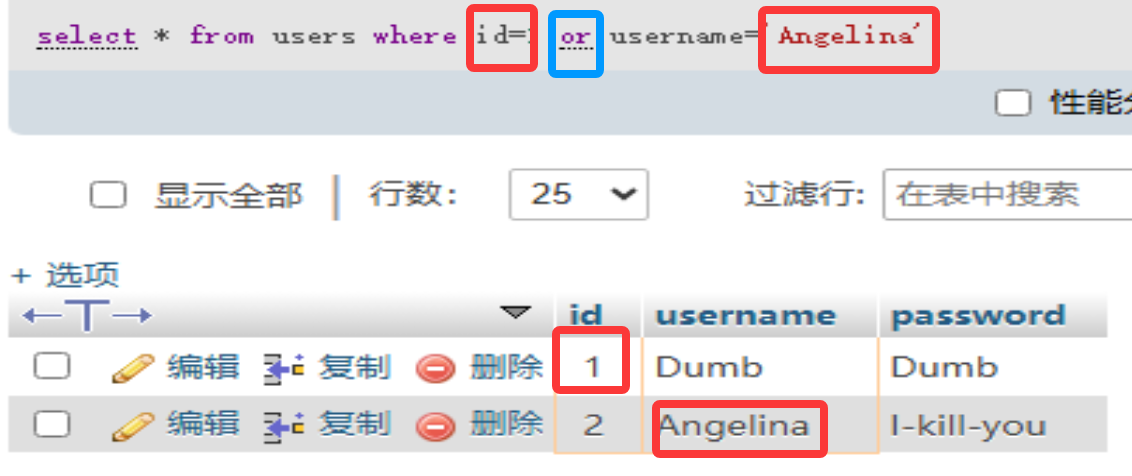 select * from users where id=1 or username='Angelina'
性能
显示全部 行数: 25 过滤行: 在表中搜索
+ 选项
←T→ id username password
编辑 复制 删除 1 Dumb Dumb
编辑 复制 删除 2 Angelina I-kill-you